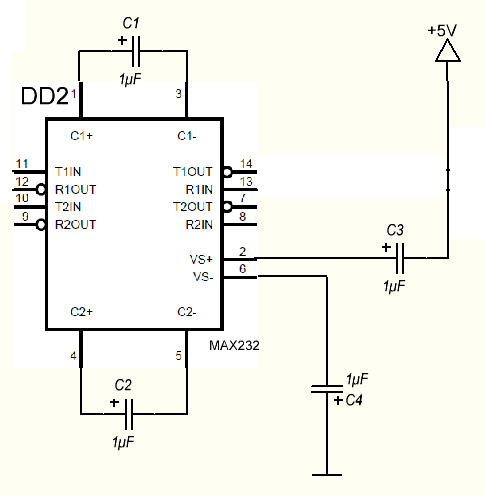 C1
+
1µF
+5V
DD2
1
3
C1+ C1-
11 T1IN T1OUT 14
12 R1OUT R1IN 13
10 T2IN T2OUT 7
9 R2OUT R2IN 8
C3
+
VS+ 2
VS- 6
1µF
C2+ C2-
MAX232
4
5
C2
+
1µF
1µF
+ C4